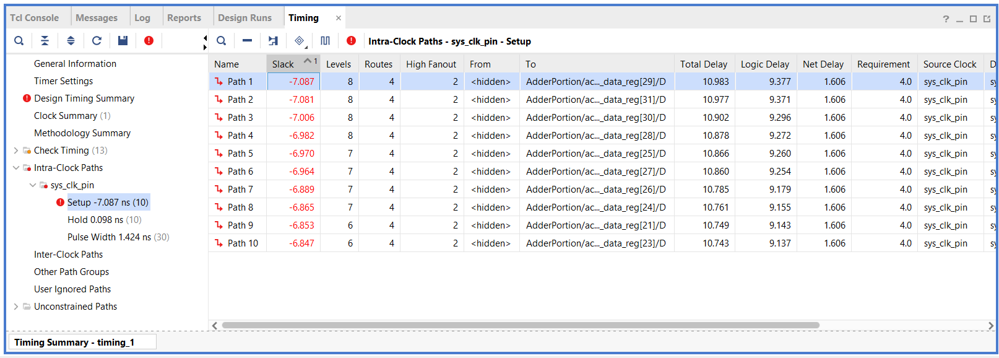 Tcl Console Messages Log Reports Design Runs Timing × ?
Intra-Clock Paths - sys_clk_pin - Setup
General Information
Timer Settings
Design Timing Summary
Clock Summary (1)
Methodology Summary
Check Timing (13)
Intra-Clock Paths
sys_clk_pin
Setup -7.087 ns (10)
Hold 0.098 ns (10)
Pulse Width 1.424 ns (30)
Inter-Clock Paths
Other Path Groups
User Ignored Paths
Unconstrained Paths
Name Slack 1 Levels Routes High Fanout From To Total Delay Logic Delay Net Delay Requirement Source Clock D
Path 1 -7.087 8 4 2 <hidden> AdderPortion/ac..._data_reg[29]/D 10.983 9.377 1.606 4.0 sys_clk_pin sy
Path 2 -7.081 8 4 2 <hidden> AdderPortion/ac..._data_reg[31]/D 10.977 9.371 1.606 4.0 sys_clk_pin sy
Path 3 -7.006 8 4 2 <hidden> AdderPortion/ac..._data_reg[30]/D 10.902 9.296 1.606 4.0 sys_clk_pin sy
Path 4 -6.982 8 4 2 <hidden> AdderPortion/ac..._data_reg[28]/D 10.878 9.272 1.606 4.0 sys_clk_pin sy
Path 5 -6.970 7 4 2 <hidden> AdderPortion/ac..._data_reg[25]/D 10.866 9.260 1.606 4.0 sys_clk_pin sy
Path 6 -6.964 7 4 2 <hidden> AdderPortion/ac..._data_reg[27]/D 10.860 9.254 1.606 4.0 sys_clk_pin sy
Path 7 -6.889 7 4 2 <hidden> AdderPortion/ac..._data_reg[26]/D 10.785 9.179 1.606 4.0 sys_clk_pin sy
Path 8 -6.865 7 4 2 <hidden> AdderPortion/ac..._data_reg[24]/D 10.761 9.155 1.606 4.0 sys_clk_pin sy
Path 9 -6.853 6 4 2 <hidden> AdderPortion/ac..._data_reg[21]/D 10.749 9.143 1.606 4.0 sys_clk_pin sy
Path 10 -6.847 6 4 2 <hidden> AdderPortion/ac..._data_reg[23]/D 10.743 9.137 1.606 4.0 sys_clk_pin sy
Timing Summary - timing_1